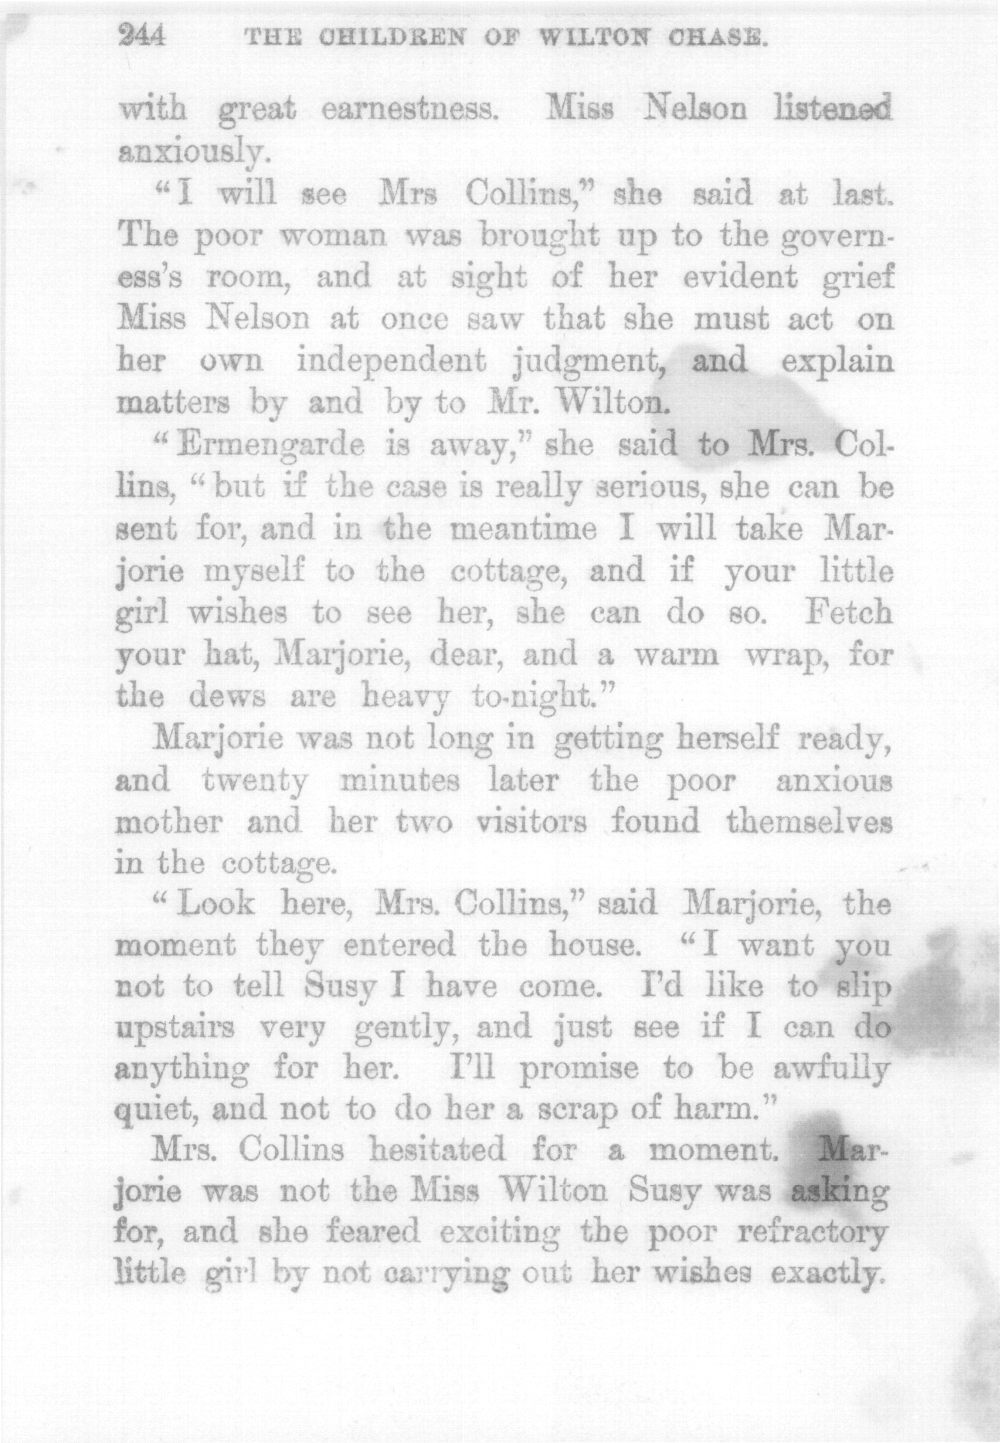 244 THE CHILDREN OF WILTON CHASE.
with great earnestness. Miss Nelson listened
anxiously.
“I will see Mrs Collins,” she said at last.
The poor woman was brought up to the govern-
ess’s room, and at sight of her evident grief
Miss Nelson at once saw that she must act on
her own independent judgment, and explain
matters by and by to Mr. Wilton.
“Ermengarde is away,” she said to Mrs. Col-
lins, “but if the case is really serious, she can be
sent for, and in the meantime I will take Mar-
jorie myself to the cottage, and if your little
girl wishes to see her, she can do so. Fetch
your hat, Marjorie, dear, and a warm wrap, for
the dews are heavy to-night.”
Marjorie was not long in getting herself ready,
and twenty minutes later the poor anxious
mother and her two visitors found themselves
in the cottage.
“Look here, Mrs. Collins,” said Marjorie, the
moment they entered the house. “I want you
not to tell Susy I have come. I’d like to slip
upstairs very gently, and just see if I can do
anything for her. I’ll promise to be awfully
quiet, and not to do her a scrap of harm.”
Mrs. Collins hesitated for a moment. Mar-
jorie was not the Miss Wilton Susy was asking
for, and she feared exciting the poor refractory
little girl by not carrying out her wishes exactly.